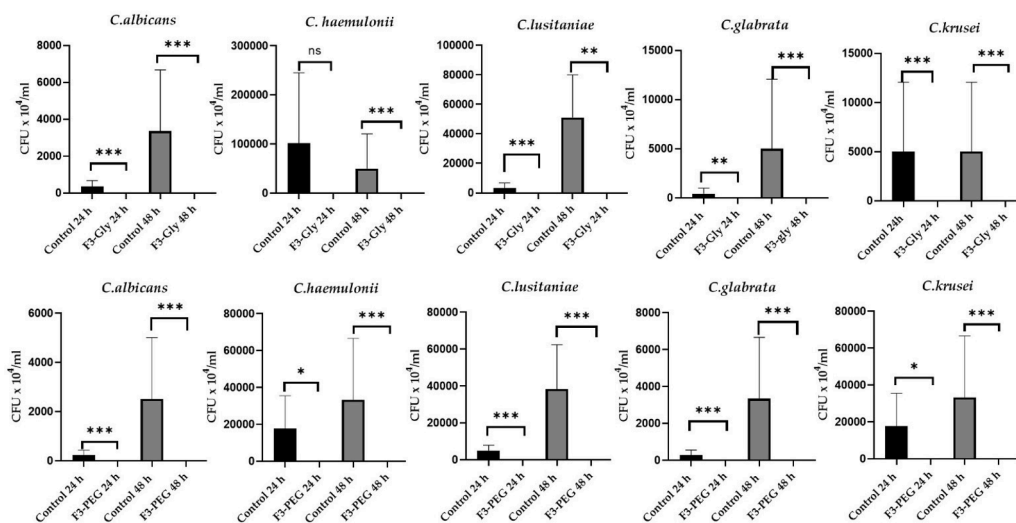 C.albicans
CFU x 10⁴/ml
8000
6000
4000
2000
0
***
***
Control 24 h
F3-Gly 24 h
Control 48 h
F3-Gly 48 h
C. haemulonii
CFU x 10⁴/ml
300000
200000
100000
0
ns
***
Control 24 h
F3-Gly 24 h
Control 48 h
F3-Gly 48 h
C.lusitaniae
CFU x 10⁴/ml
100000
80000
60000
40000
20000
0
***
**
Control 24 h
F3-Gly 24 h
Control 48 h
F3-Gly 24 h
C.glabrata
CFU x 10⁴/ml
15000
10000
5000
0
**
***
Control 24 h
F3-Gly 24 h
Control 48 h
F3-gly 48 h
C.krusei
CFU x 10⁴/ml
15000
10000
5000
0
***
***
Control 24h
F3-Gly 24 h
Control 48 h
F3-Gly 48 h
C.albicans
CFU x 10⁴/ml
6000
4000
2000
0
***
***
Control 24 h
F3-PEG 24 h
Control 48 h
F3-PEG 48 h
C.haemulonii
CFU x 10⁴/ml
80000
60000
40000
20000
0
*
***
Control 24 h
F3-PEG 24 h
Control 48 h
F3-PEG 48 h
C.lusitaniae
CFU x 10⁴/ml
80000
60000
40000
20000
0
***
***
Control 24 h
F3-PEG 24 h
Control 48 h
F3-PEG 48 h
C.glabrata
CFU x 10⁴/ml
8000
6000
4000
2000
0
***
***
Control 24 h
F3-PEG 24 h
Control 48 h
F3-PEG 48 h
C.krusei
CFU x 10⁴/ml
80000
60000
40000
20000
0
*
***
Control 24 h
F3-PEG 24 h
Control 48 h
F3-PEG 48 h